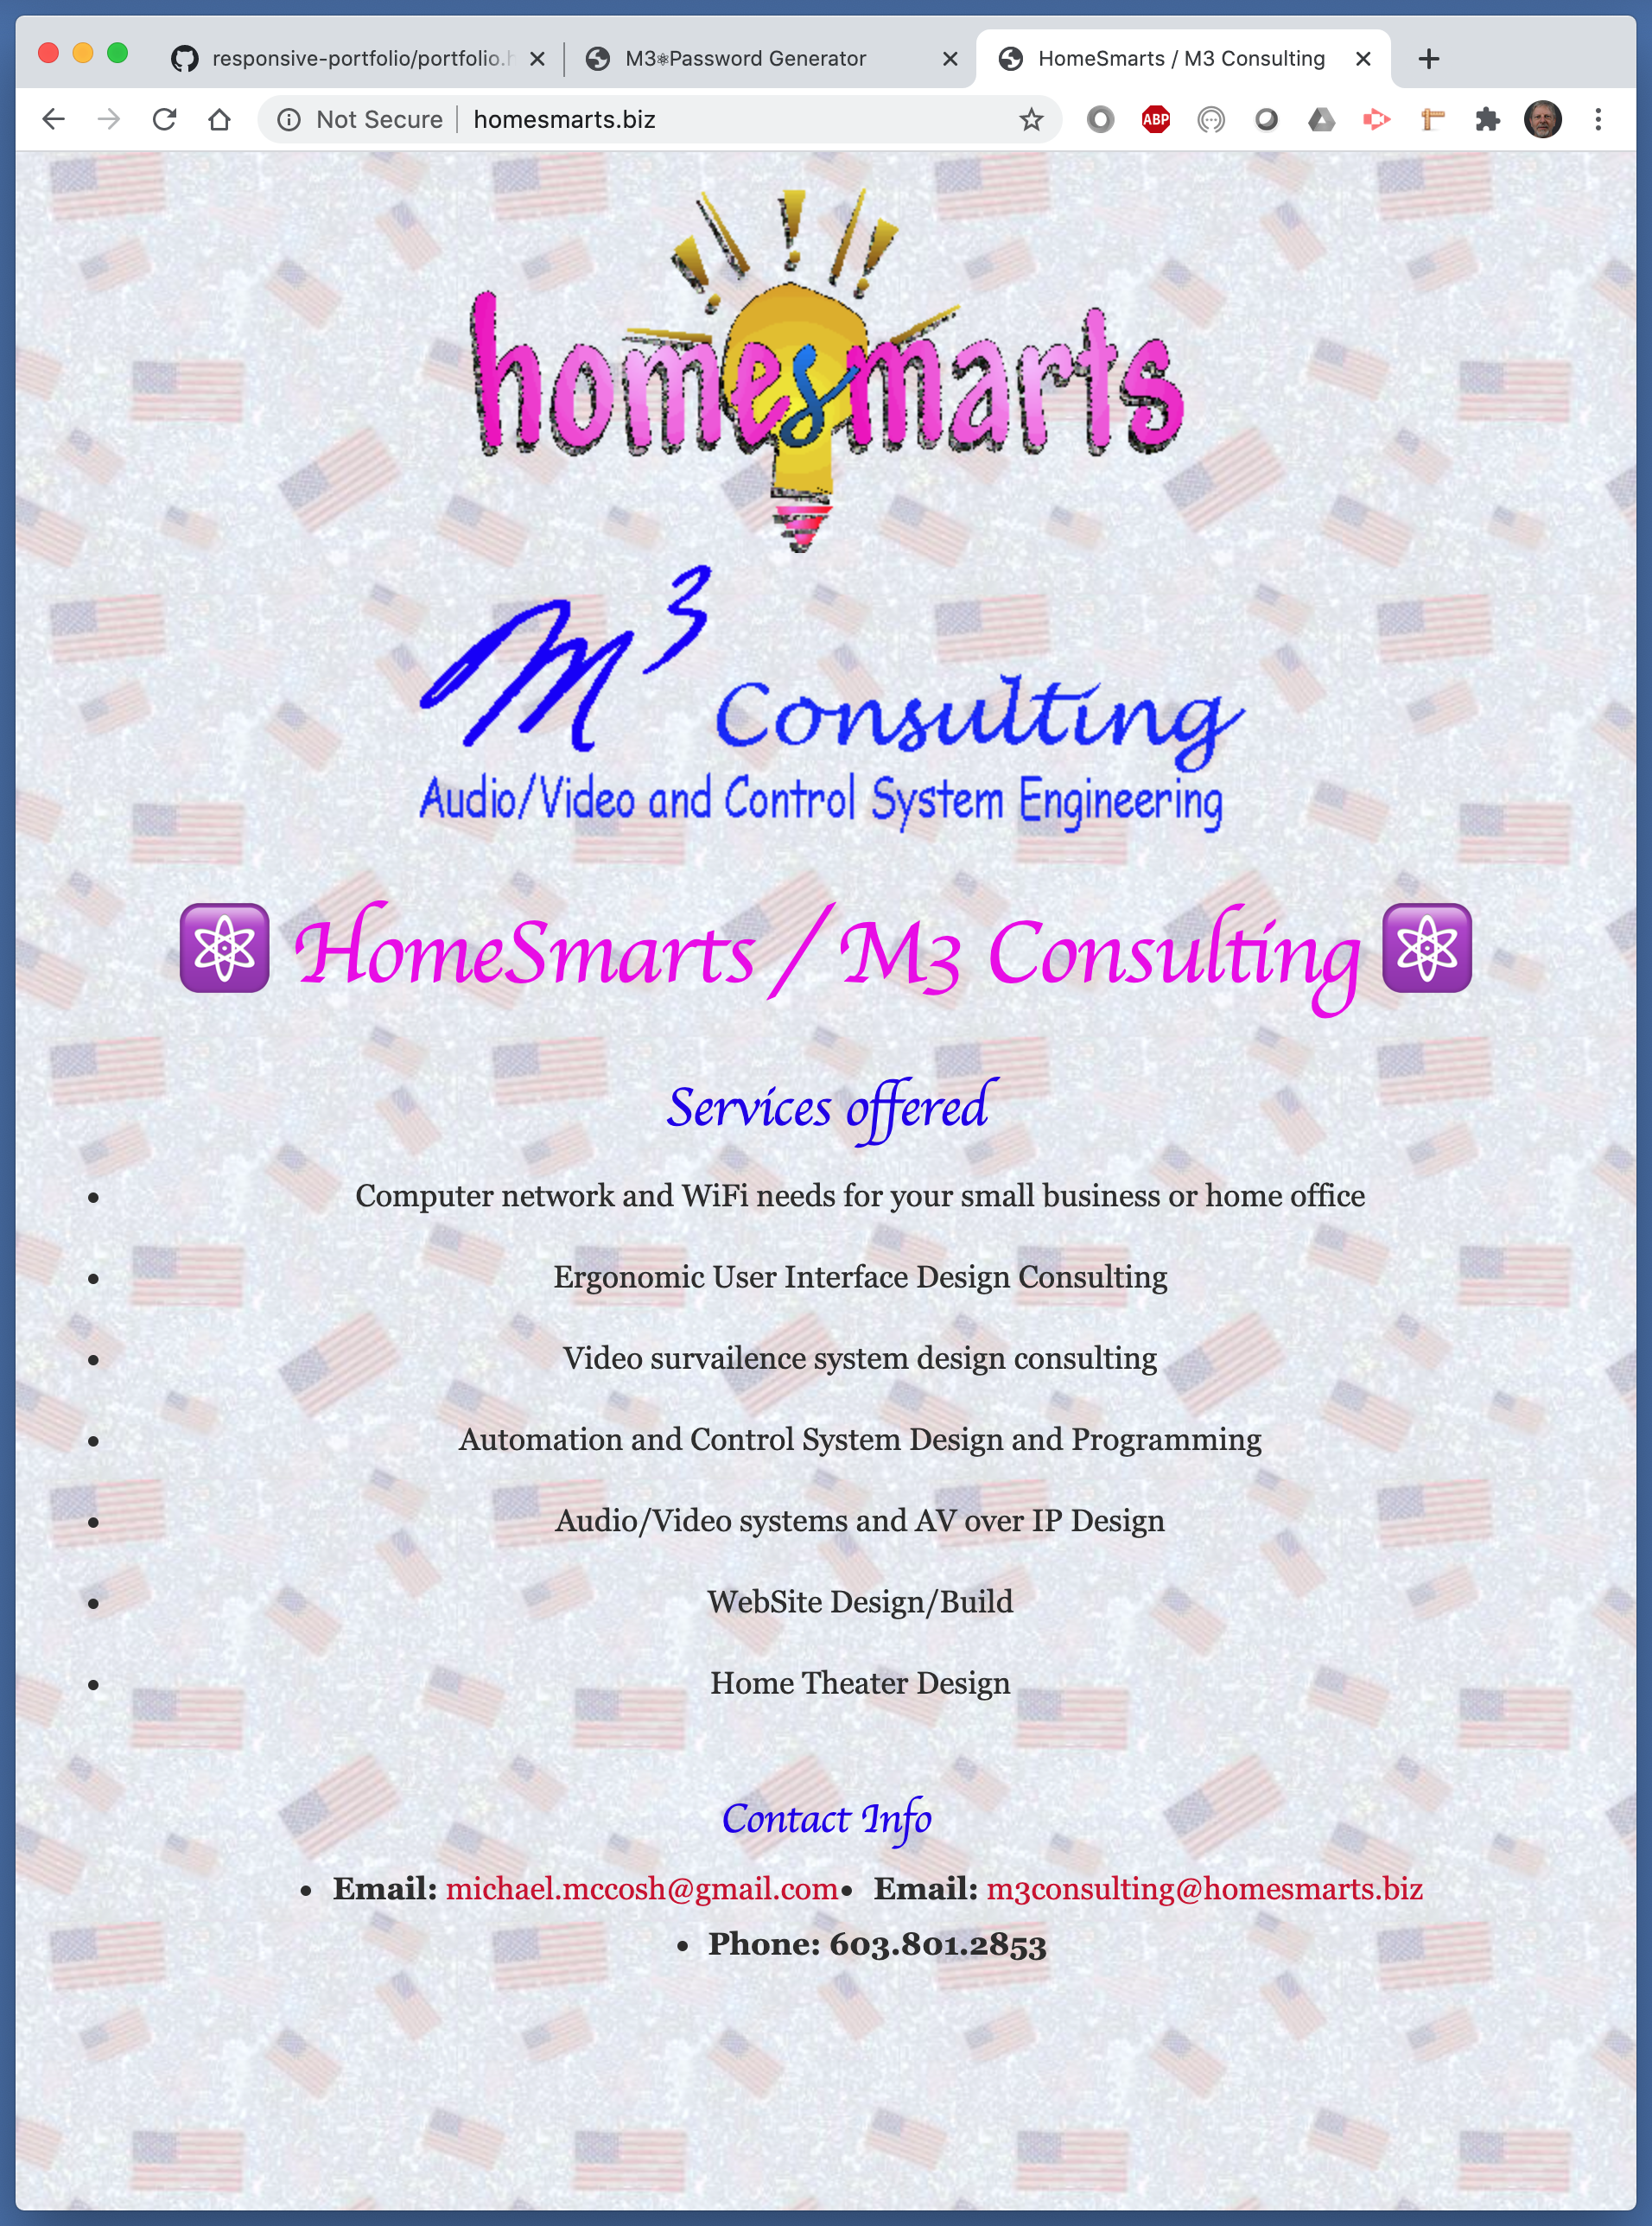 responsive-portfolio/portfolio.h
M3⚛Password Generator
HomeSmarts / M3 Consulting
Not Secure
homesmarts.biz
ABP
homesmarts
M3 Consulting
Audio/Video and Control System Engineering
⚛ HomeSmarts / M3 Consulting ⚛
Services offered
• Computer network and WiFi needs for your small business or home office
• Ergonomic User Interface Design Consulting
• Video survailence system design consulting
• Automation and Control System Design and Programming
• Audio/Video systems and AV over IP Design
• WebSite Design/Build
• Home Theater Design
Contact Info
• Email: michael.mccosh@gmail.com• Email: m3consulting@homesmarts.biz
• Phone: 603.801.2853